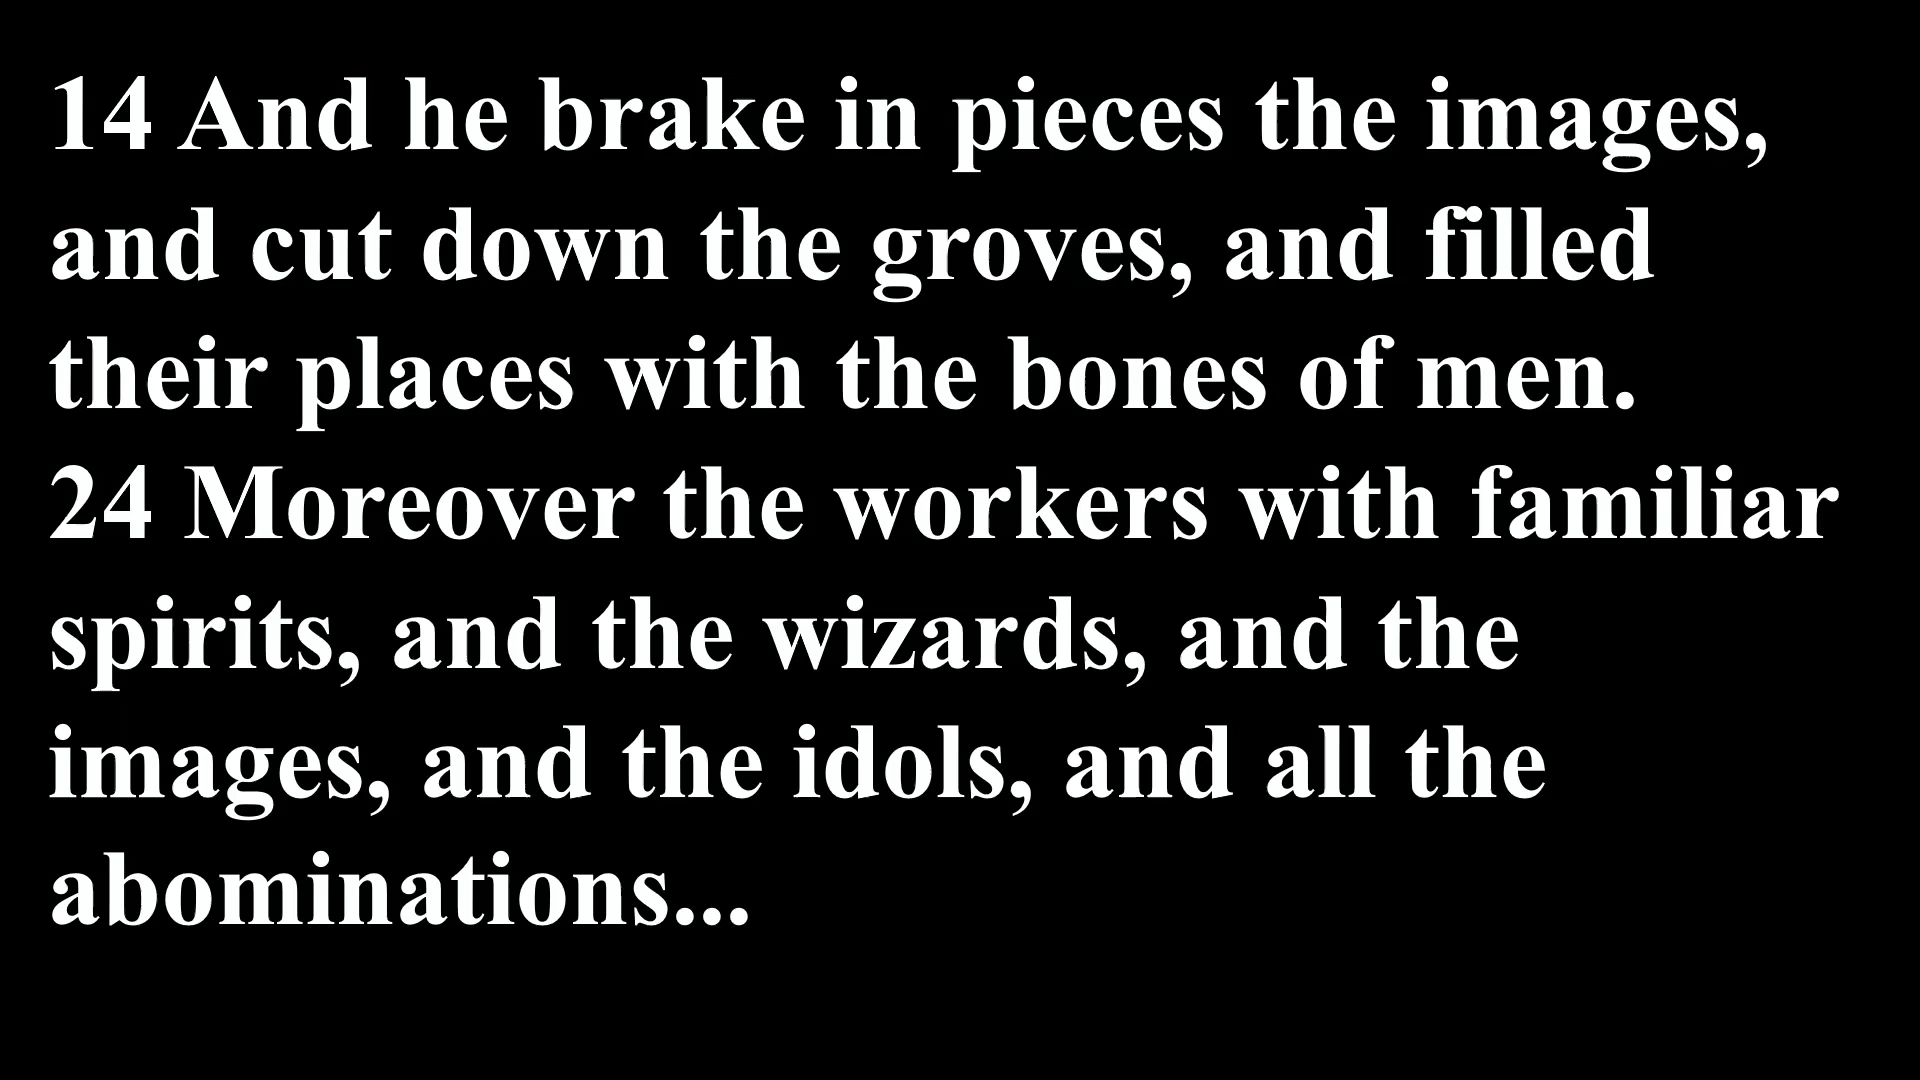 14 And he brake in pieces the images,
and cut down the groves, and filled
their places with the bones of men.
24 Moreover the workers with familiar
spirits, and the wizards, and the
images, and the idols, and all the
abominations...